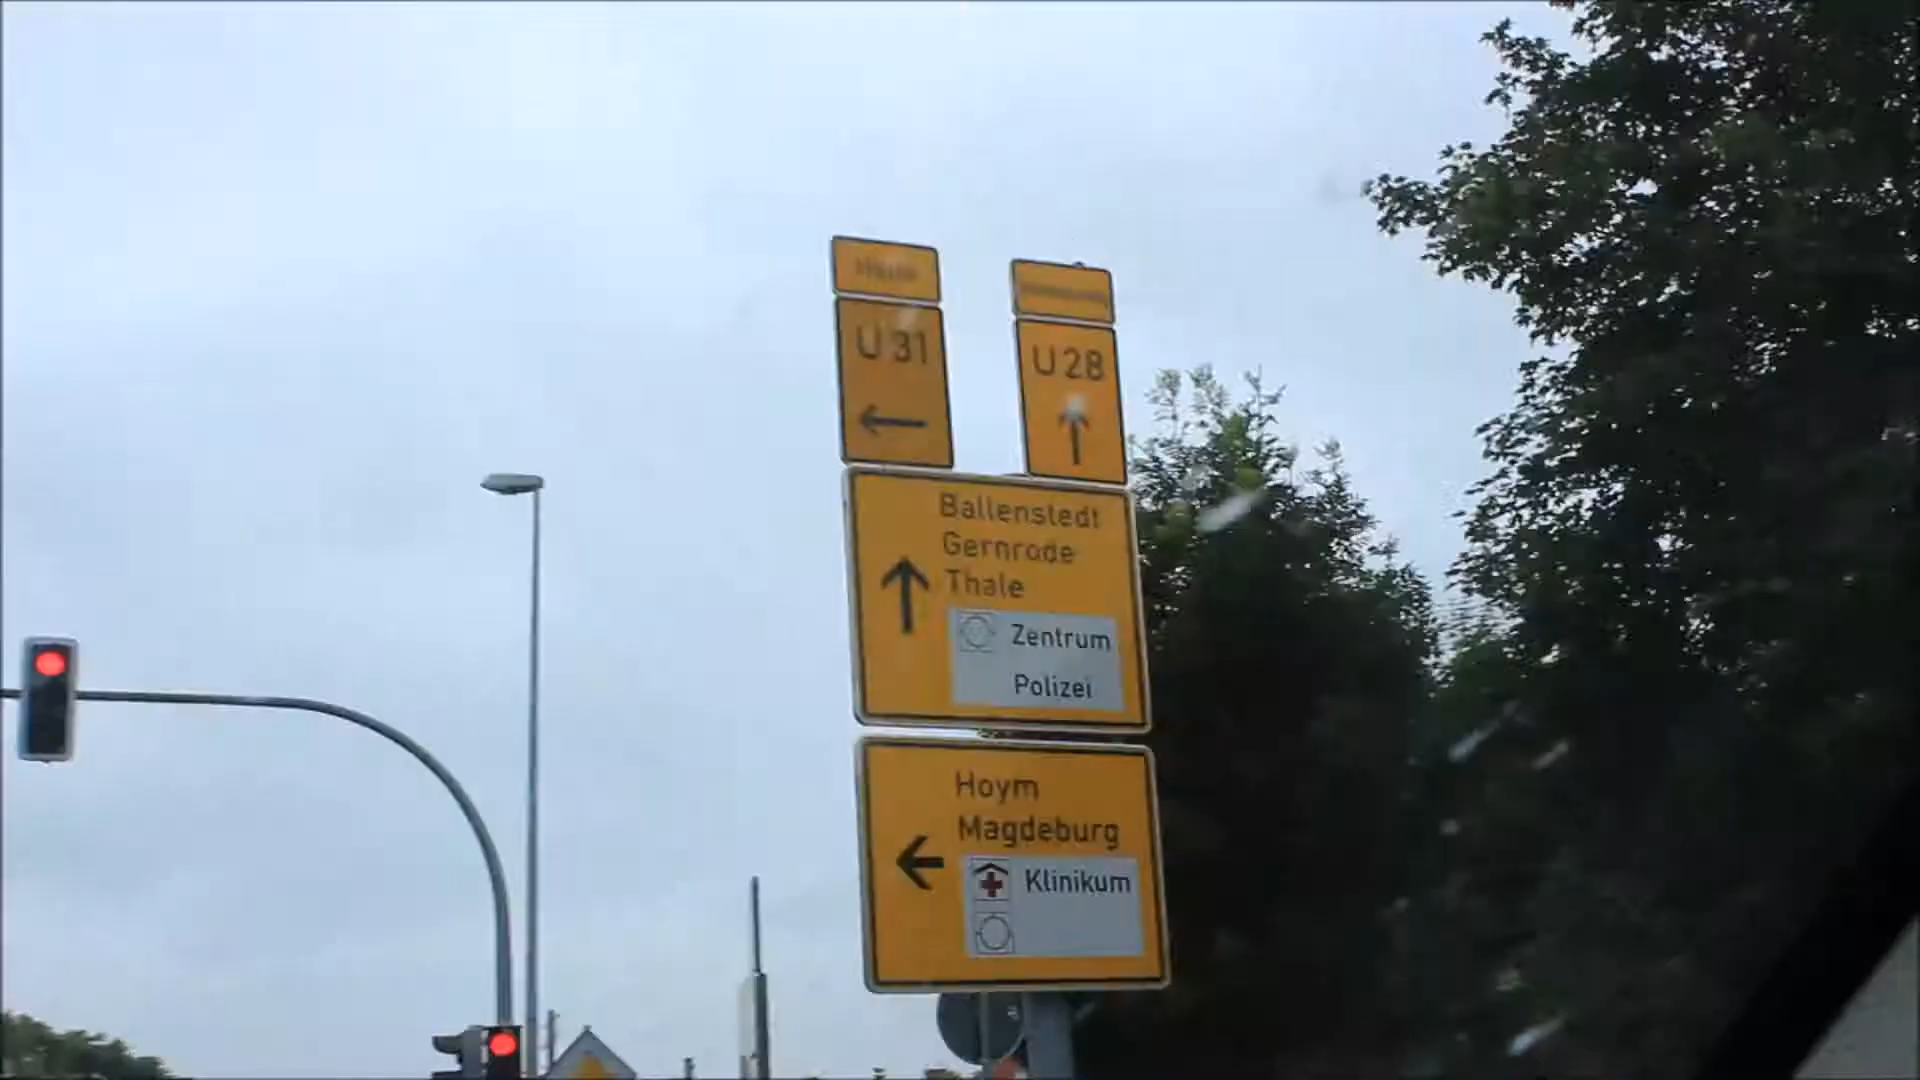 U 31
U 28
Ballenstedt
Gernrode
Thale
Zentrum
Polizei
Hoym
Magdeburg
Klinikum